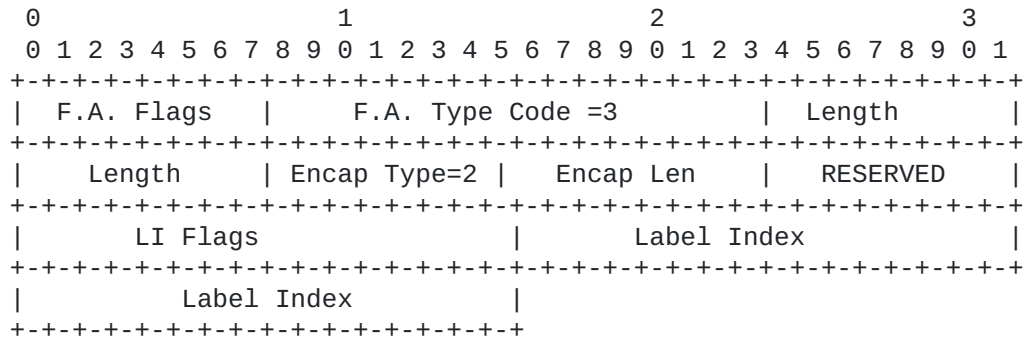 0                   1                   2                   3
 0 1 2 3 4 5 6 7 8 9 0 1 2 3 4 5 6 7 8 9 0 1 2 3 4 5 6 7 8 9 0 1
+-+-+-+-+-+-+-+-+-+-+-+-+-+-+-+-+-+-+-+-+-+-+-+-+-+-+-+-+-+-+-+-+
|  F.A. Flags   |     F.A. Type Code =3         |  Length       |
+-+-+-+-+-+-+-+-+-+-+-+-+-+-+-+-+-+-+-+-+-+-+-+-+-+-+-+-+-+-+-+-+
|    Length     | Encap Type=2 |   Encap Len    |   RESERVED    |
+-+-+-+-+-+-+-+-+-+-+-+-+-+-+-+-+-+-+-+-+-+-+-+-+-+-+-+-+-+-+-+-+
|       LI Flags                |       Label Index             |
+-+-+-+-+-+-+-+-+-+-+-+-+-+-+-+-+-+-+-+-+-+-+-+-+-+-+-+-+-+-+-+-+
|          Label Index          |
+-+-+-+-+-+-+-+-+-+-+-+-+-+-+-+-+